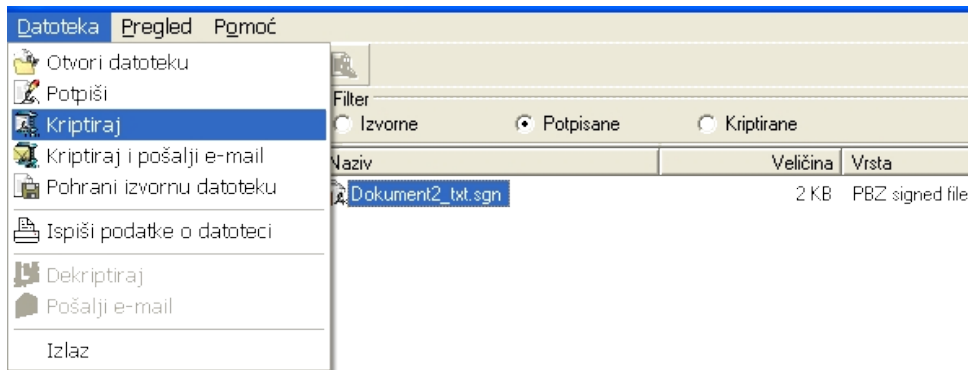 Datoteka Pregled Pomoć
Otvori datoteku
Potpiši
Kriptiraj
Kriptiraj i pošalji e-mail
Pohrani izvornu datoteku
Ispiši podatke o datoteci
Dekriptiraj
Pošalji e-mail
Izlaz
Filter
Izvorne Potpisane Kriptirane
Naziv Veličina Vrsta
Dokument2_txt.sgn 2 KB PBZ signed file